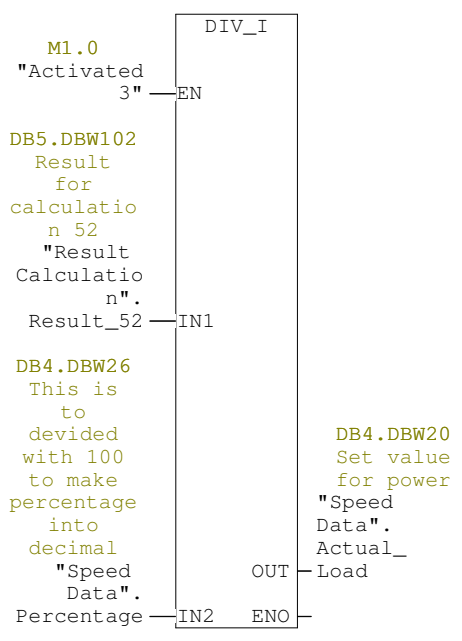 DIV_I
M1.0
"Activated
3"
EN
DB5.DBW102
Result
for
calculatio
n 52
"Result
Calculatio
n".
Result_52
IN1
DB4.DBW26
This is
to
devided
with 100
to make
percentage
into
decimal
"Speed
Data".
Percentage
IN2
DB4.DBW20
Set value
for power
"Speed
Data".
Actual_
Load
OUT
ENO